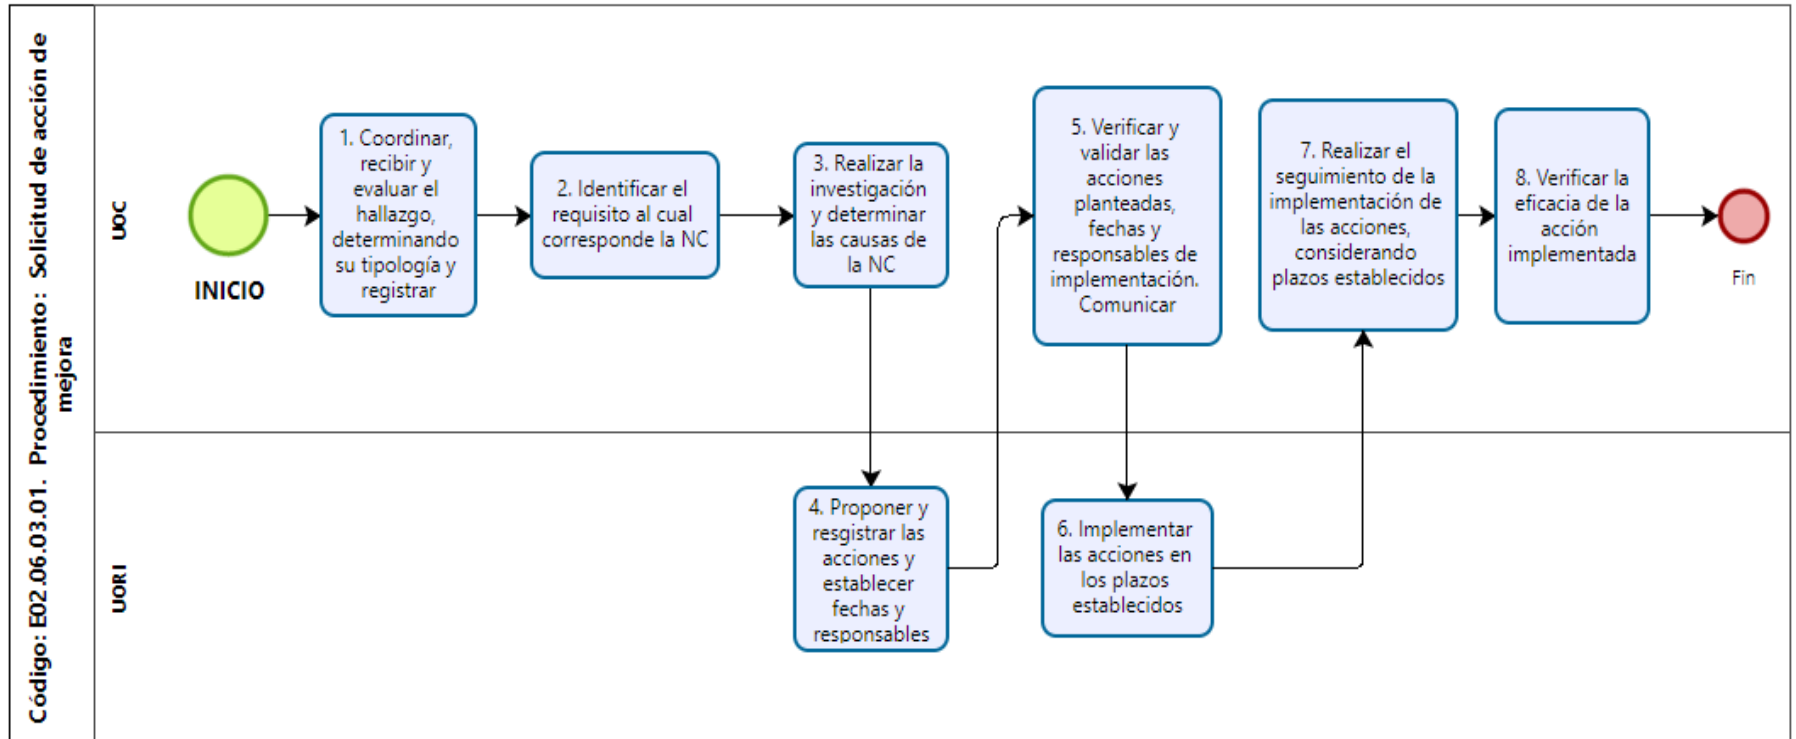 Código: E02.06.03.01. Procedimiento: Solicitud de acción de
mejora
UOC
INICIO
1. Coordinar,
recibir y
evaluar el
hallazgo,
determinando
su tipología y
registrar
2. Identificar el
requisito al cual
corresponde la NC
3. Realizar la
investigación
y determinar
las causas de
la NC
5. Verificar y
validar las
acciones
planteadas,
fechas y
responsables de
implementación.
Comunicar
7. Realizar el
seguimiento de la
implementación de
las acciones,
considerando
plazos establecidos
8. Verificar la
eficacia de la
acción
implementada
Fin
UORI
4. Proponer y
resgistrar las
acciones y
establecer
fechas y
responsables
6. Implementar
las acciones en
los plazos
establecidos